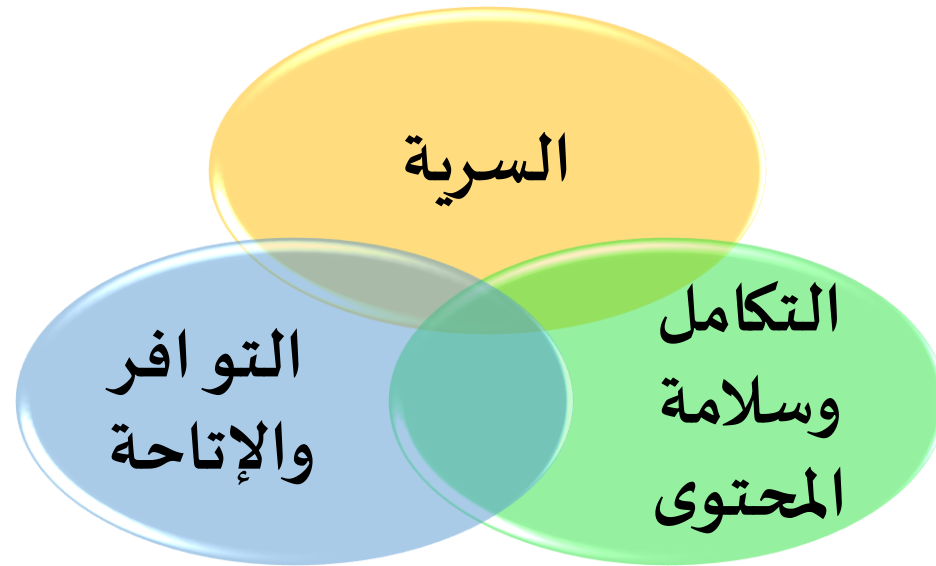 السرية
التكامل
وسلامة
المحتوى
التوافر
والإتاحة